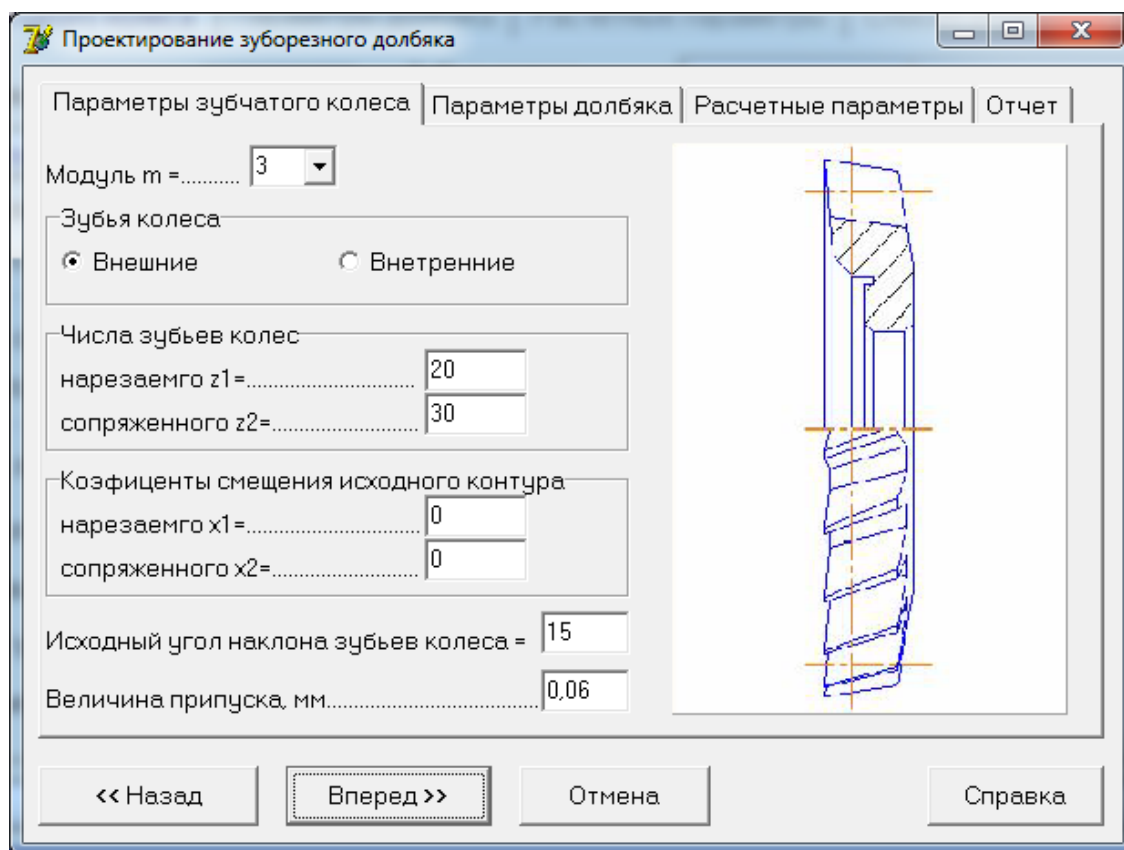 Проектирование зуборезного долбяка
Параметры зубчатого колеса Параметры долбяка Расчетные параметры Отчет
Модуль m =.......... 3
Зубья колеса
Внешние Внетренние
Числа зубьев колес
нарезаемго z1=............................. 20
сопряженного z2=......................... 30
Коэфиценты смещения исходного контура
нарезаемго x1=............................. 0
сопряженного x2=......................... 0
Исходный угол наклона зубьев колеса = 15
Величина припуска, мм.................................... 0,06
<< Назад Вперед >> Отмена Справка